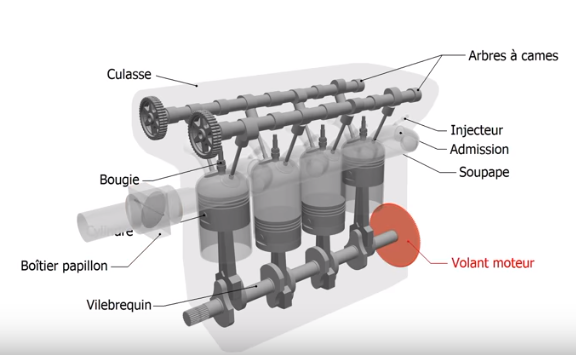 Arbres à cames
Culasse
Injecteur
Admission
Soupape
Bougie
Boîtier papillon
Volant moteur
Vilebrequin